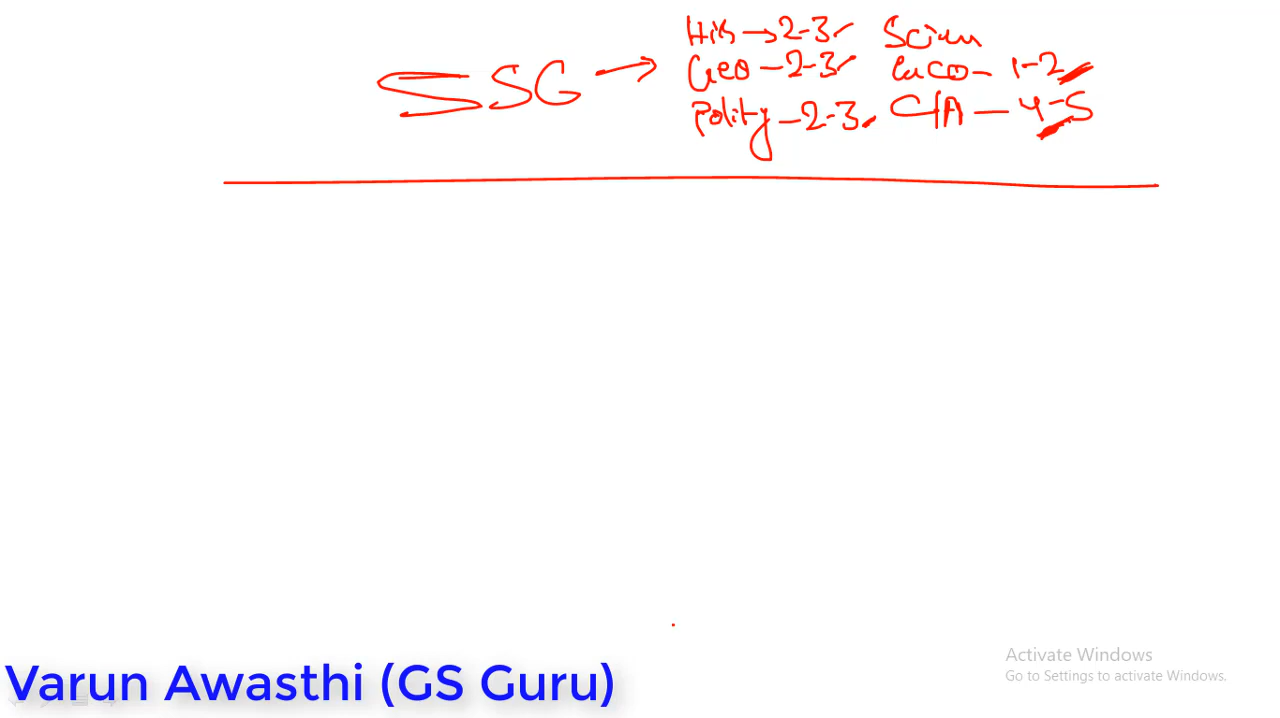 His → 2-3 Scien
SSG → Geo - 2-3 Eco - 1-2
Polity - 2-3 C/A - 4-5
Varun Awasthi (GS Guru)
Activate Windows
Go to Settings to activate Windows.